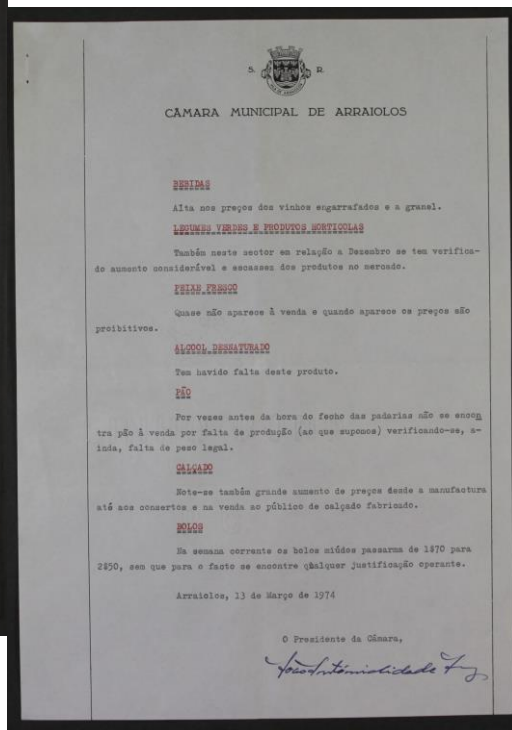 S. R.
CÂMARA MUNICIPAL DE ARRAIOLOS
BEBIDAS
Alta nos preços dos vinhos engarrafados e a granel.
LEGUMES VERDES E PRODUTOS HORTICOLAS
Também neste sector em relação a Dezembro se tem verifica-
do aumento considerável e escassez dos produtos no mercado.
PEIXE FRESCO
Quase não aparece à venda e quando aparece os preços são
proibitivos.
ALCOOL DESNATURADO
Tem havido falta deste produto.
PÃO
Por vezes antes da hora do fecho das padarias não se encon
tra pão à venda por falta de produção (ao que supomos) verificando-se, a-
inda, falta de peso legal.
CALÇADO
Note-se também grande aumento de preços desde a manufactura
até aos consertos e na venda ao público de calçado fabricado.
BOLOS
Na semana corrente os bolos miúdos passarma de 1$70 para
2$50, sem que para o facto se encontre qualquer justificação operante.
Arraiolos, 13 de Março de 1974
O Presidente da Câmara,